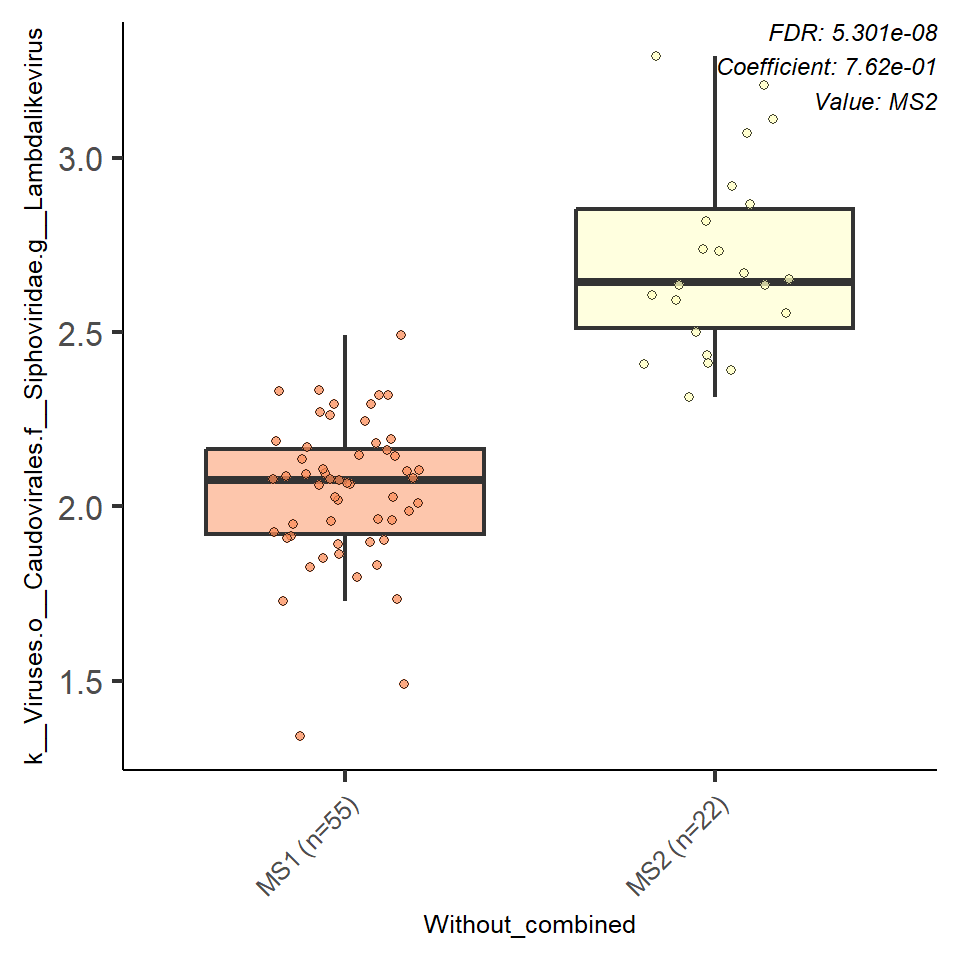 FDR: 5.301e-08
Coefficient: 7.62e-01
Value: MS2
k__Viruses.o__Caudovirales.f__Siphoviridae.g__Lambdalikevirus
3.0
2.5
2.0
1.5
MS1 (n=55)
MS2 (n=22)
Without_combined